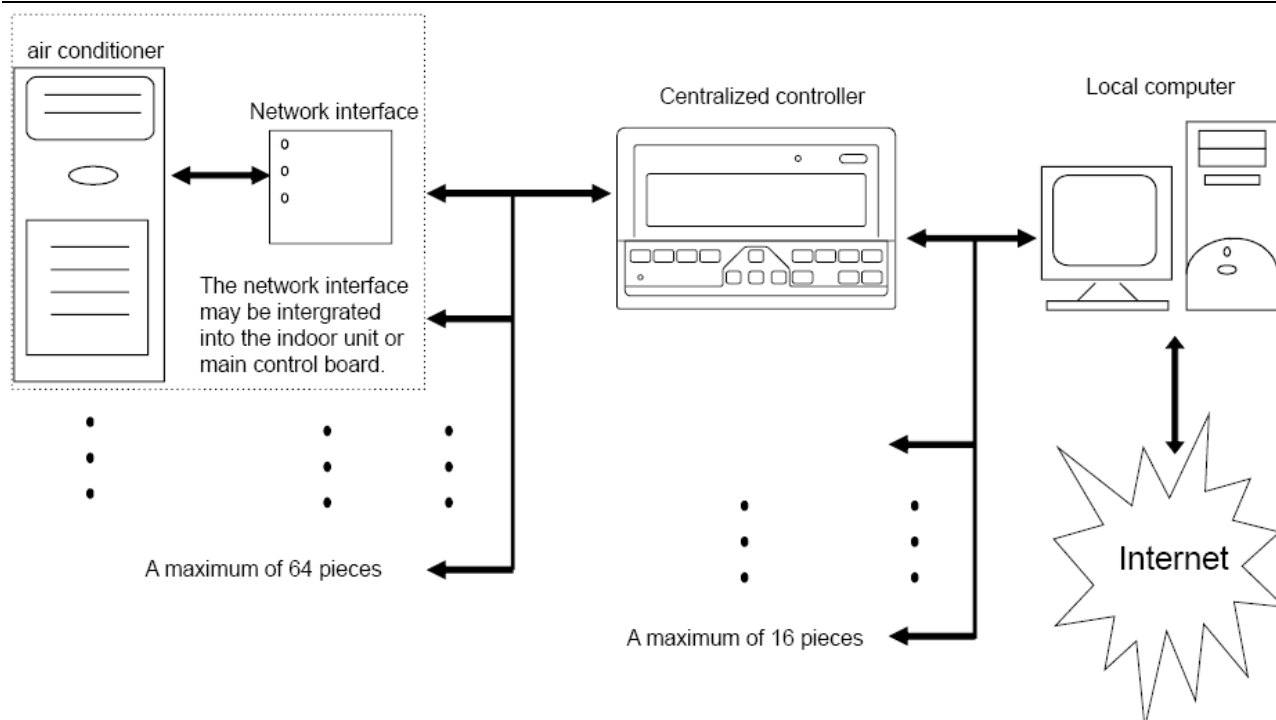 air conditioner
Network interface
The network interface
may be intergrated
into the indoor unit or
main control board.
A maximum of 64 pieces
Centralized controller
A maximum of 16 pieces
Local computer
Internet